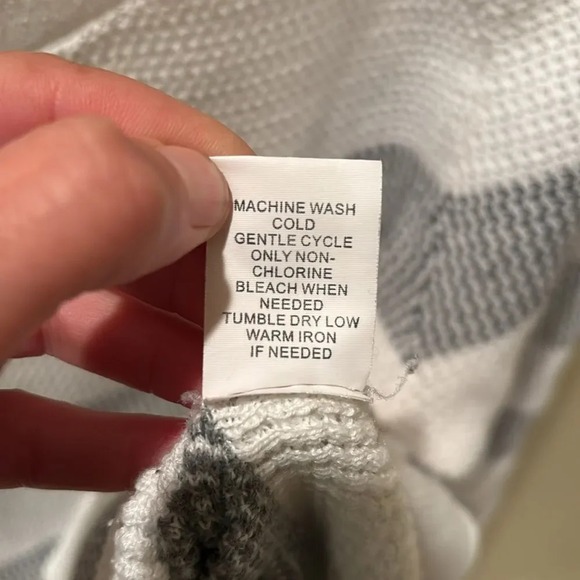 MACHINE WASH
COLD
GENTLE CYCLE
ONLY NON-
CHLORINE
BLEACH WHEN
NEEDED
TUMBLE DRY LOW
WARM IRON
IF NEEDED